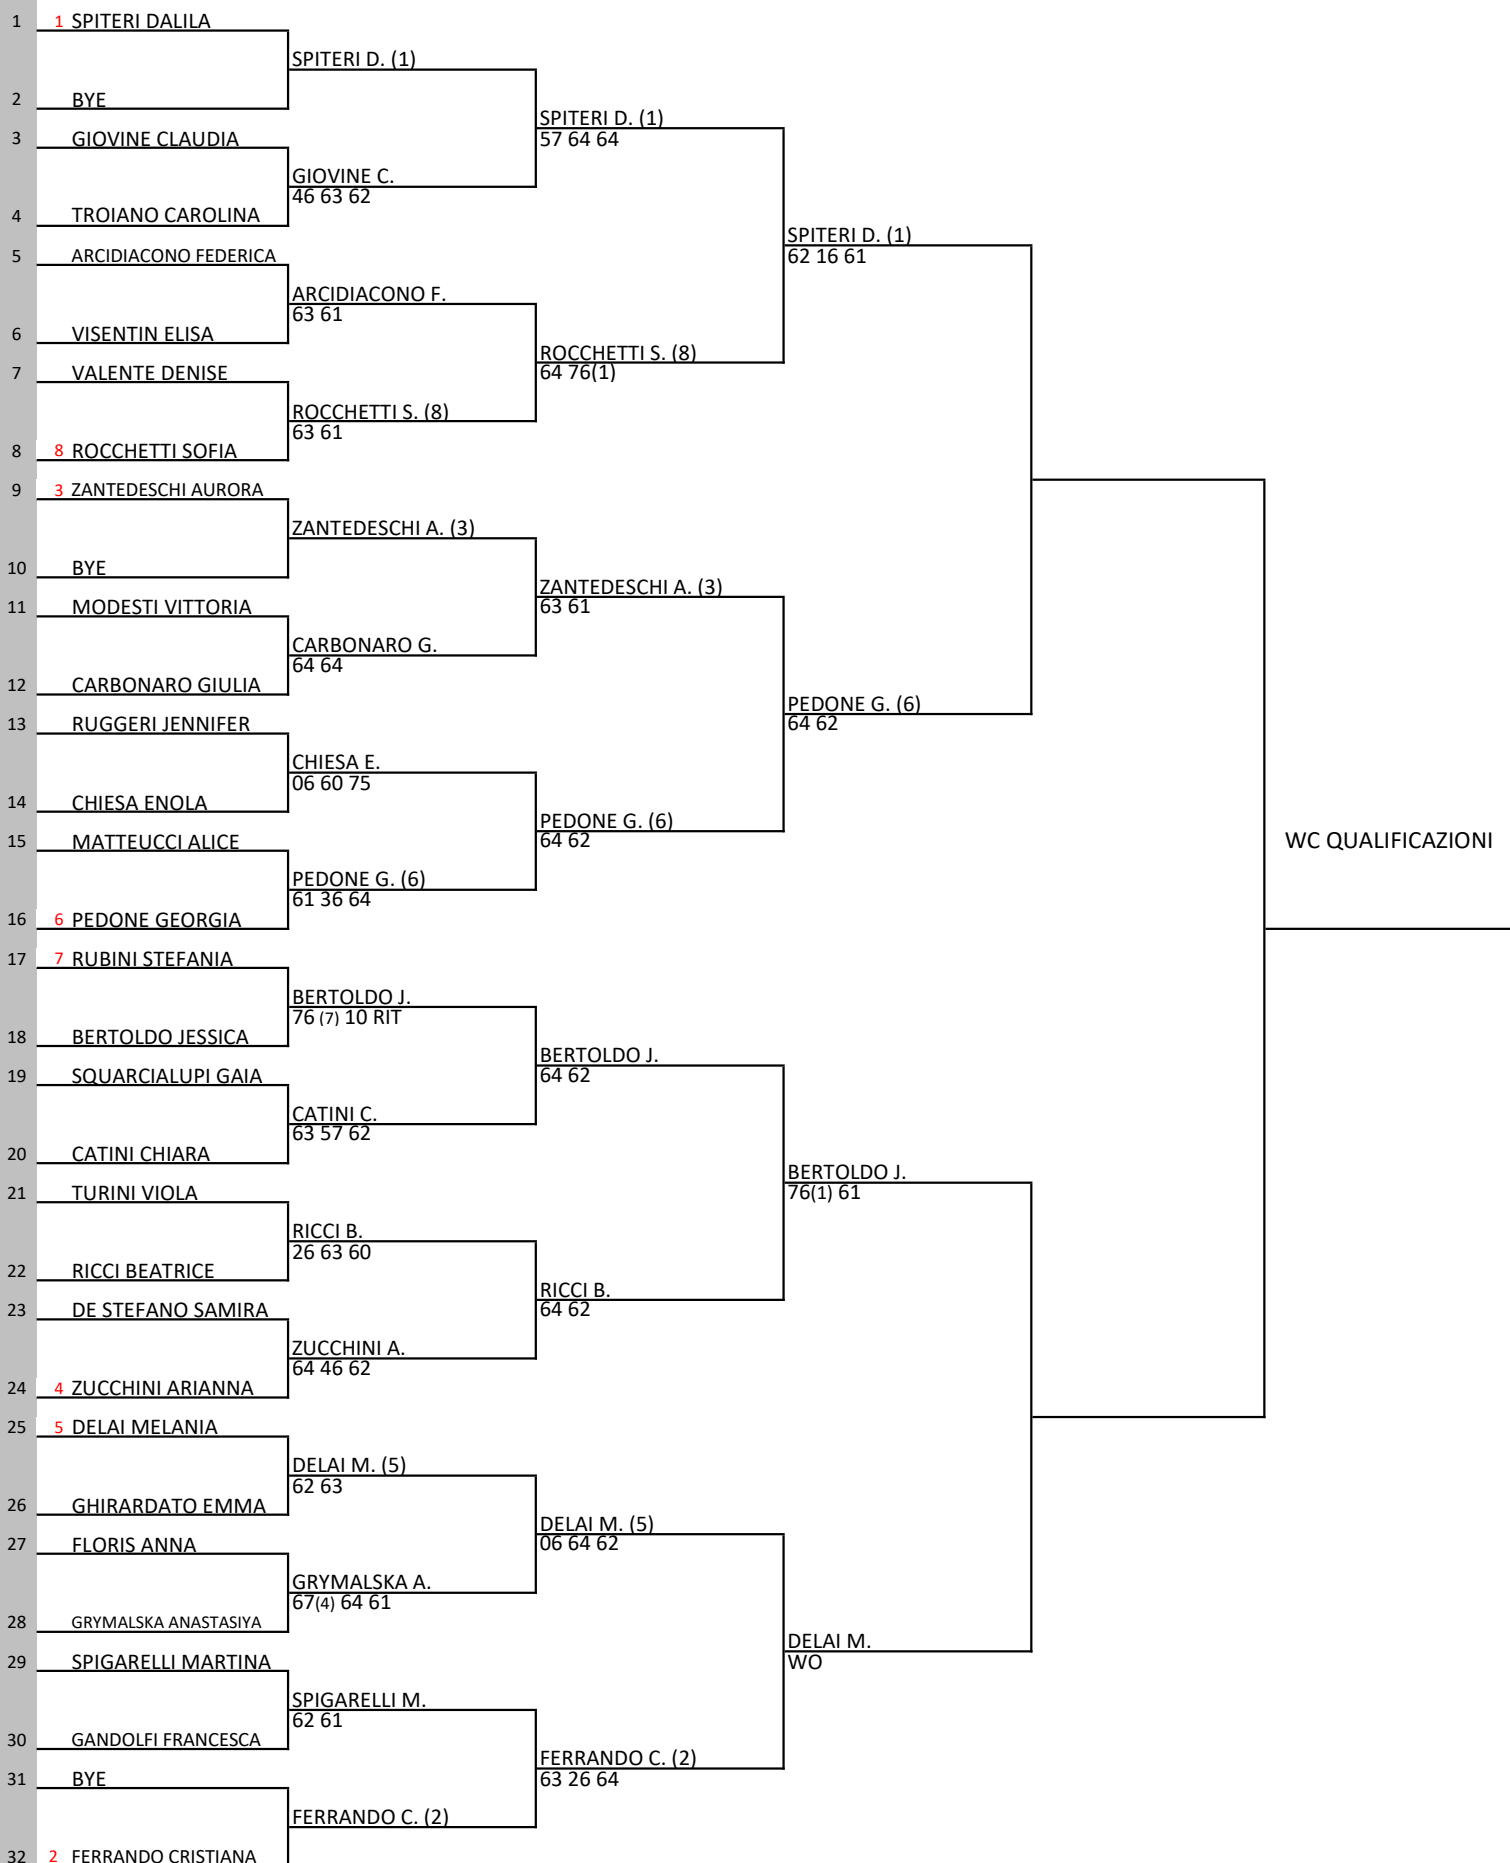 1 1 SPITERI DALILA
SPITERI D. (1)
2 BYE
SPITERI D. (1)
3 GIOVINE CLAUDIA
57 64 64
GIOVINE C.
46 63 62
4 TROIANO CAROLINA
SPITERI D. (1)
5 ARCIDIACONO FEDERICA
62 16 61
ARCIDIACONO F.
63 61
6 VISENTIN ELISA
ROCCHETTI S. (8)
7 VALENTE DENISE
64 76(1)
ROCCHETTI S. (8)
63 61
8 8 ROCCHETTI SOFIA
9 3 ZANTEDESCHI AURORA
ZANTEDESCHI A. (3)
10 BYE
ZANTEDESCHI A. (3)
11 MODESTI VITTORIA
63 61
CARBONARO G.
64 64
12 CARBONARO GIULIA
PEDONE G. (6)
13 RUGGERI JENNIFER
64 62
CHIESA E.
06 60 75
14 CHIESA ENOLA
PEDONE G. (6)
15 MATTEUCCI ALICE
64 62
WC QUALIFICAZIONI
PEDONE G. (6)
61 36 64
16 6 PEDONE GEORGIA
17 7 RUBINI STEFANIA
BERTOLDO J.
76 (7) 10 RIT
18 BERTOLDO JESSICA
BERTOLDO J.
19 SQUARCIALUPI GAIA
64 62
CATINI C.
63 57 62
20 CATINI CHIARA
BERTOLDO J.
21 TURINI VIOLA
76(1) 61
RICCI B.
26 63 60
22 RICCI BEATRICE
RICCI B.
23 DE STEFANO SAMIRA
64 62
ZUCCHINI A.
64 46 62
24 4 ZUCCHINI ARIANNA
25 5 DELAI MELANIA
DELAI M. (5)
62 63
26 GHIRARDATO EMMA
DELAI M. (5)
27 FLORIS ANNA
06 64 62
GRYMALSKA A.
67(4) 64 61
28 GRYMALSKA ANASTASIYA
DELAI M.
29 SPIGARELLI MARTINA
WO
SPIGARELLI M.
62 61
30 GANDOLFI FRANCESCA
FERRANDO C. (2)
31 BYE
63 26 64
FERRANDO C. (2)
32 2 FERRANDO CRISTIANA